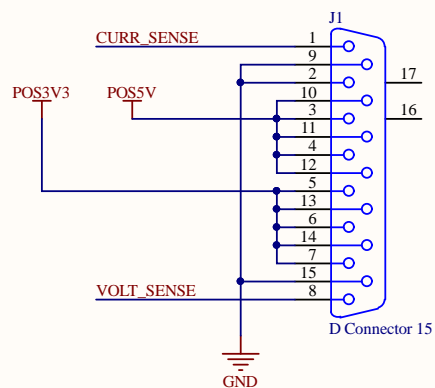 J1
CURR_SENSE 1
9
2
17
POS3V3 POS5V 10
3
16
11
4
12
5
13
6
14
7
15
VOLT_SENSE 8
D Connector 15
GND